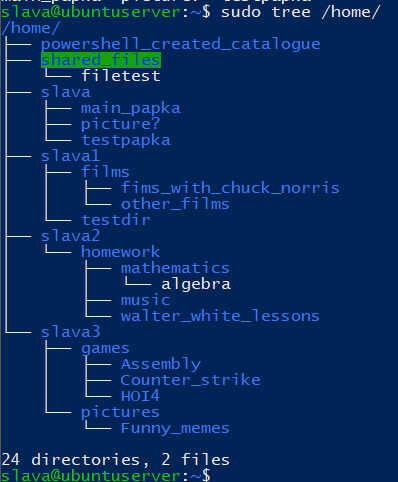 slava@ubuntuserver:~$ sudo tree /home/
/home/
├── powershell_created_catalogue
├── shared_files
│   └── filetest
├── slava
│   ├── main_papka
│   ├── picture?
│   └── testpapka
├── slava1
│   ├── films
│   │   ├── fims_with_chuck_norris
│   │   └── other_films
│   └── testdir
├── slava2
│   └── homework
│       ├── mathematics
│       │   └── algebra
│       ├── music
│       └── walter_white_lessons
└── slava3
    ├── games
    │   ├── Assembly
    │   ├── Counter_strike
    │   └── HOI4
    └── pictures
        └── Funny_memes

24 directories, 2 files
slava@ubuntuserver:~$